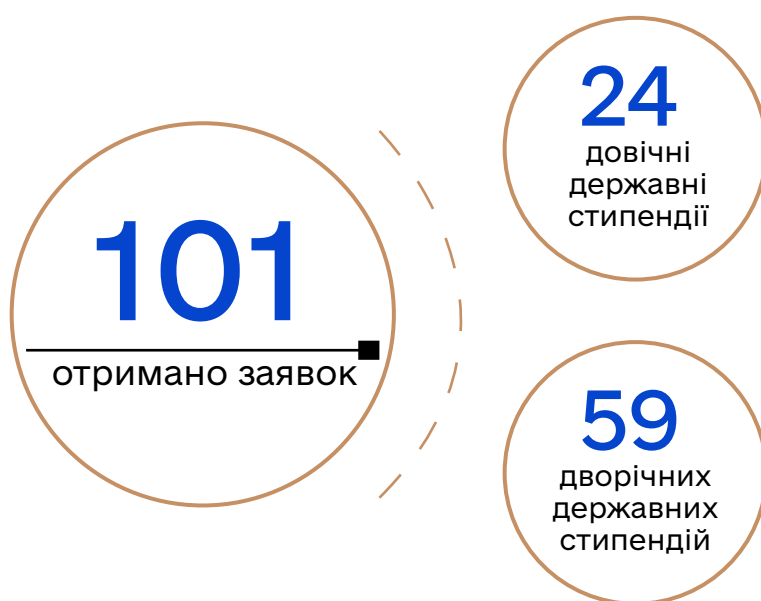 101
отримано заявок
24
довічні
державні
стипендії
59
дворічних
державних
стипендій